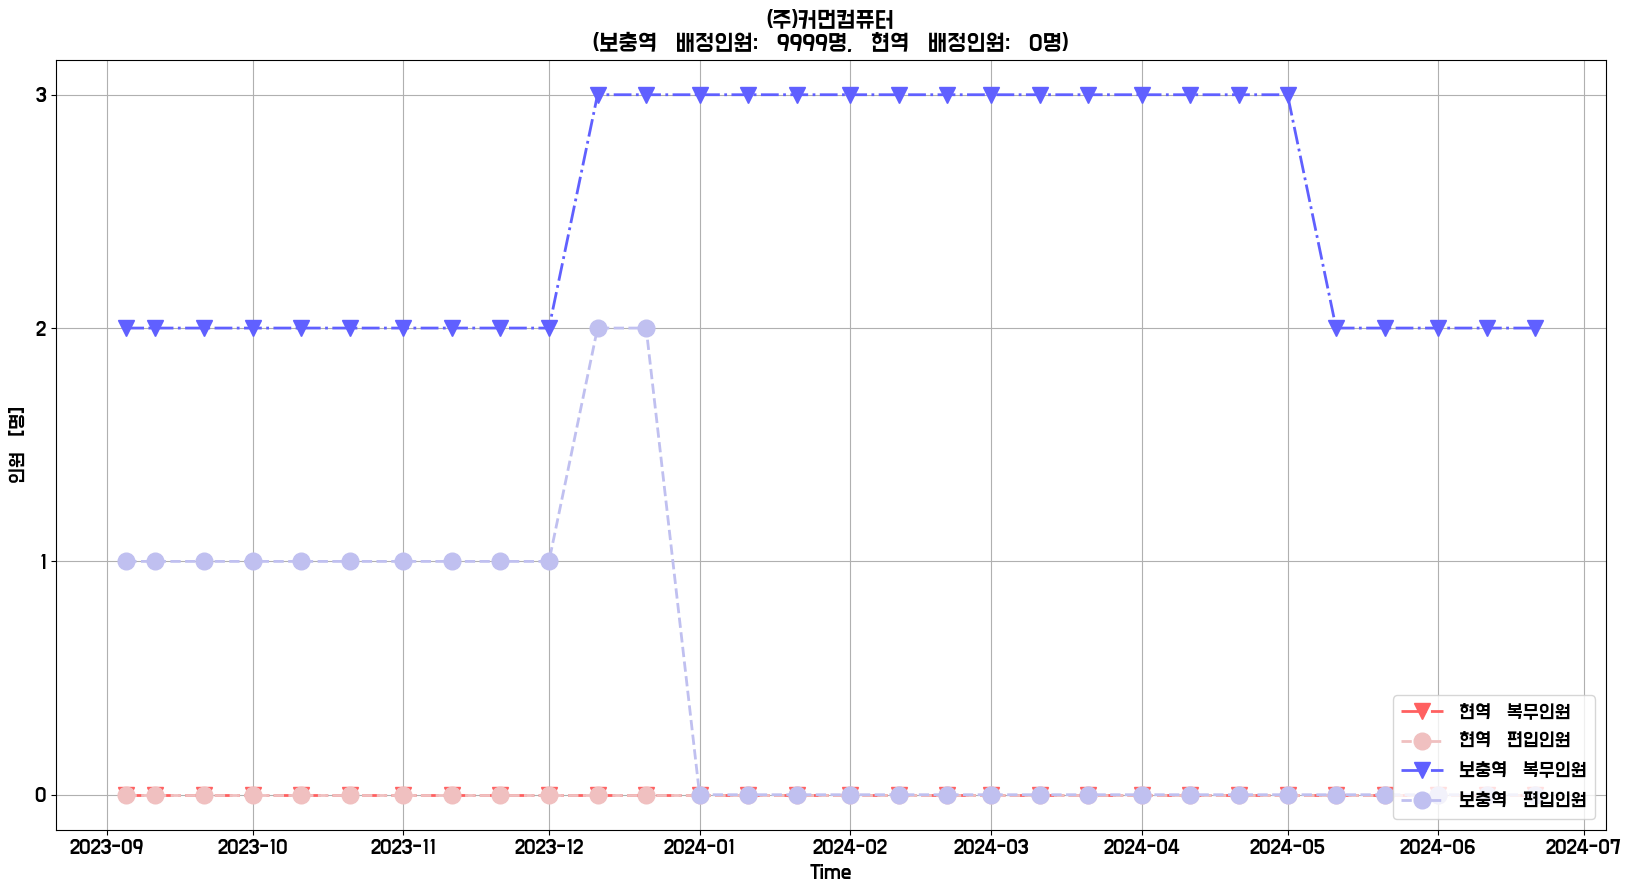 (주)커먼컴퓨터
(보충역 배정인원: 9999명, 현역 배정인원: 0명)
3
2
1
0
인원 [명]
2023-09 2023-10 2023-11 2023-12 2024-01 2024-02 2024-03 2024-04 2024-05 2024-06 2024-07
Time
현역 복무인원
현역 편입인원
보충역 복무인원
보충역 편입인원